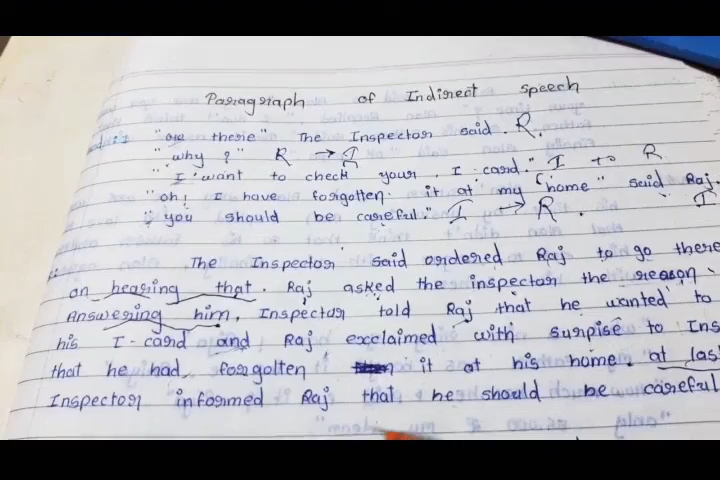 Paragraph of Indirect speech
"Go there" The Inspector said. R.
"why?" R → I
"I want to check your I card." I to R
"oh! I have forgotten it at my home" said Raj.
"you should be careful." I → R. I
The Inspector said ordered Raj to go there
an hearing that. Raj asked the inspector the reason
Answering him, Inspector told Raj that he wanted to
his I-card and Raj exclaimed with surpise to Ins
that he had forgotten it at his home. at las
Inspector informed Raj that he should be careful